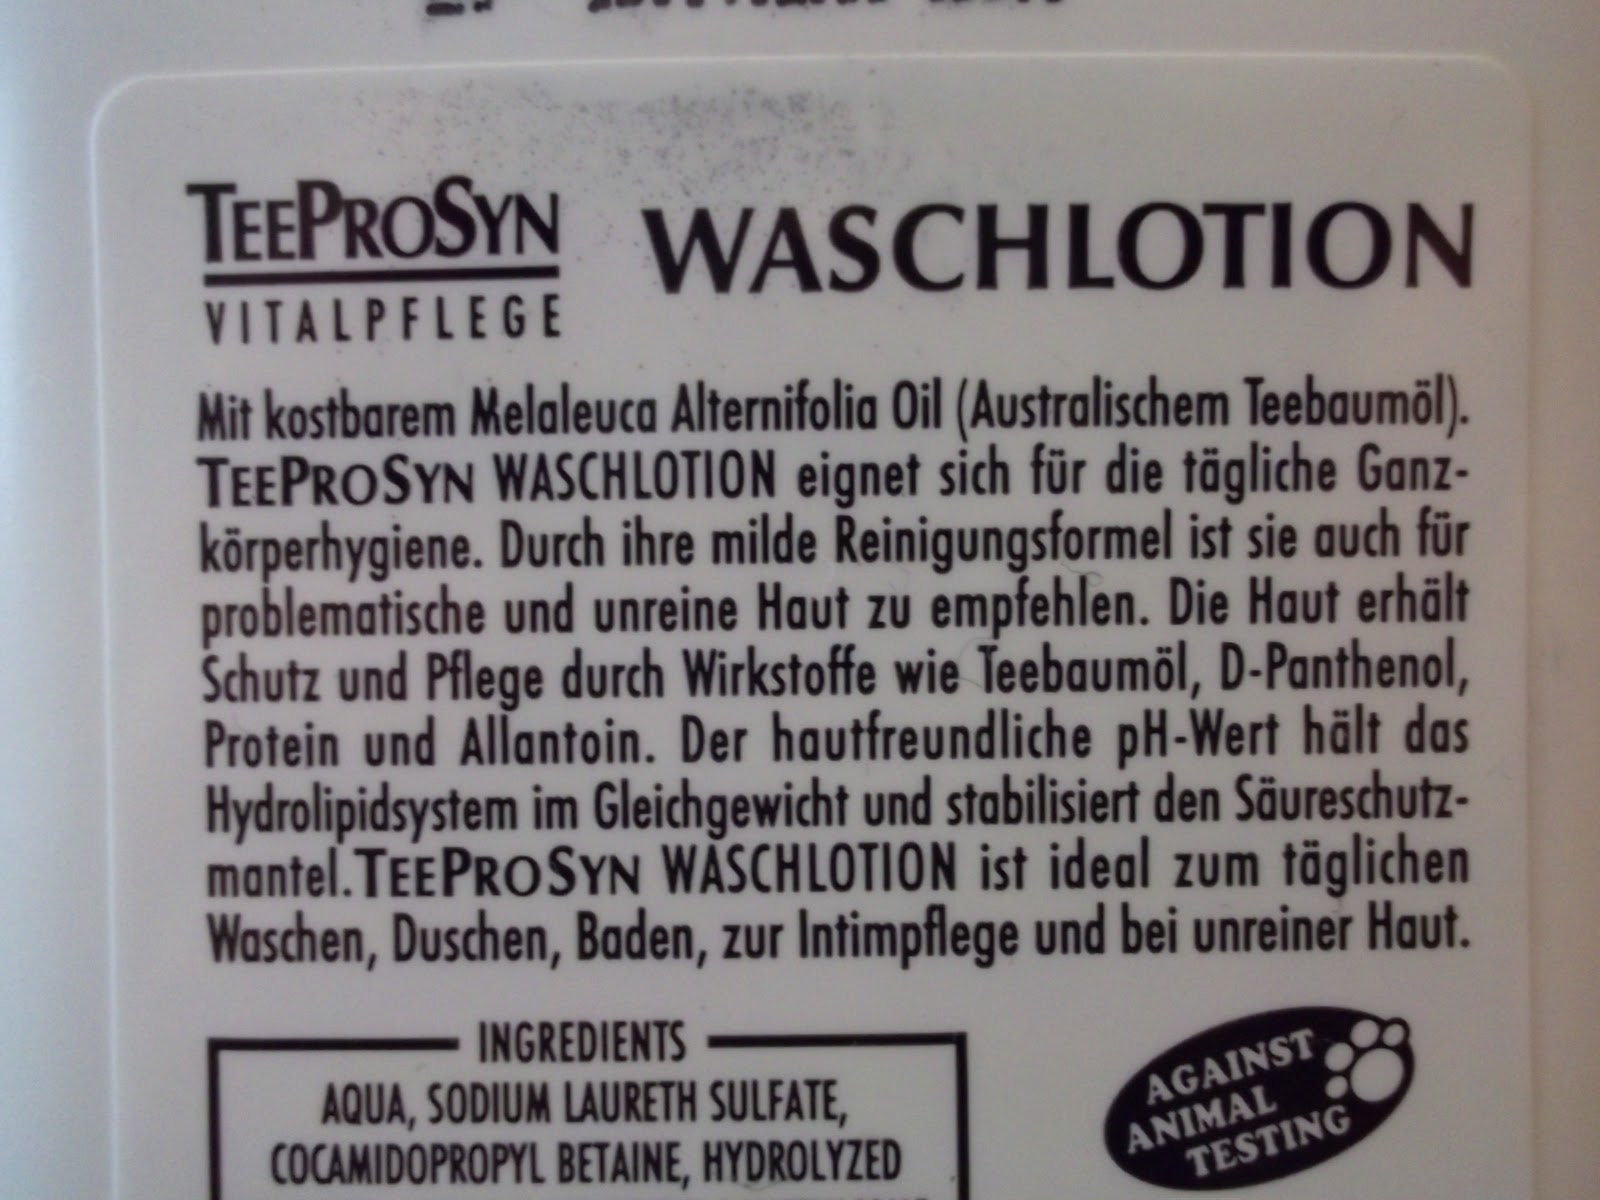 TEEPROSYN
VITALPFLEGE
WASCHLOTION
Mit kostbarem Melaleuca Alternifolia Oil (Australischem Teebaumöl).
TEEPROSYN WASCHLOTION eignet sich für die tägliche Ganz-
körperhygiene. Durch ihre milde Reinigungsformel ist sie auch für
problematische und unreine Haut zu empfehlen. Die Haut erhält
Schutz und Pflege durch Wirkstoffe wie Teebaumöl, D-Panthenol,
Protein und Allantoin. Der hautfreundliche pH-Wert hält das
Hydrolipidsystem im Gleichgewicht und stabilisiert den Säureschutz-
mantel.TEEPROSYN WASCHLOTION ist ideal zum täglichen
Waschen, Duschen, Baden, zur Intimpflege und bei unreiner Haut.
INGREDIENTS
AQUA, SODIUM LAURETH SULFATE,
COCAMIDOPROPYL BETAINE, HYDROLYZED
AGAINST
ANIMAL
TESTING